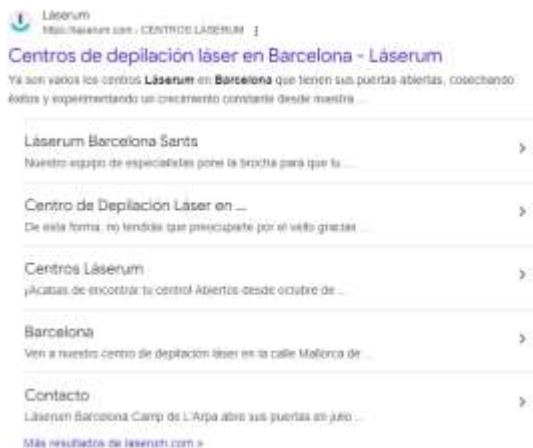 Láserum
https://laserum.com › CENTROS LÁSERUM
Centros de depilación láser en Barcelona - Láserum
Ya son varios los centros Láserum en Barcelona que tienen sus puertas abiertas, cosechando
éxitos y experimentando un crecimiento constante desde nuestra ...
Láserum Barcelona Sants
Nuestro equipo de especialistas pone la brocha para que tu ...
Centro de Depilación Láser en ...
De esta forma, no tendrás que preocuparte por el vello gracias ...
Centros Láserum
¡Acabas de encontrar tu centro! Abiertos desde octubre de ...
Barcelona
Ven a nuestro centro de depilación láser en la calle Mallorca de ...
Contacto
Láserum Barcelona Camp de L'Arpa abre sus puertas en julio ...
Más resultados de laserum.com »